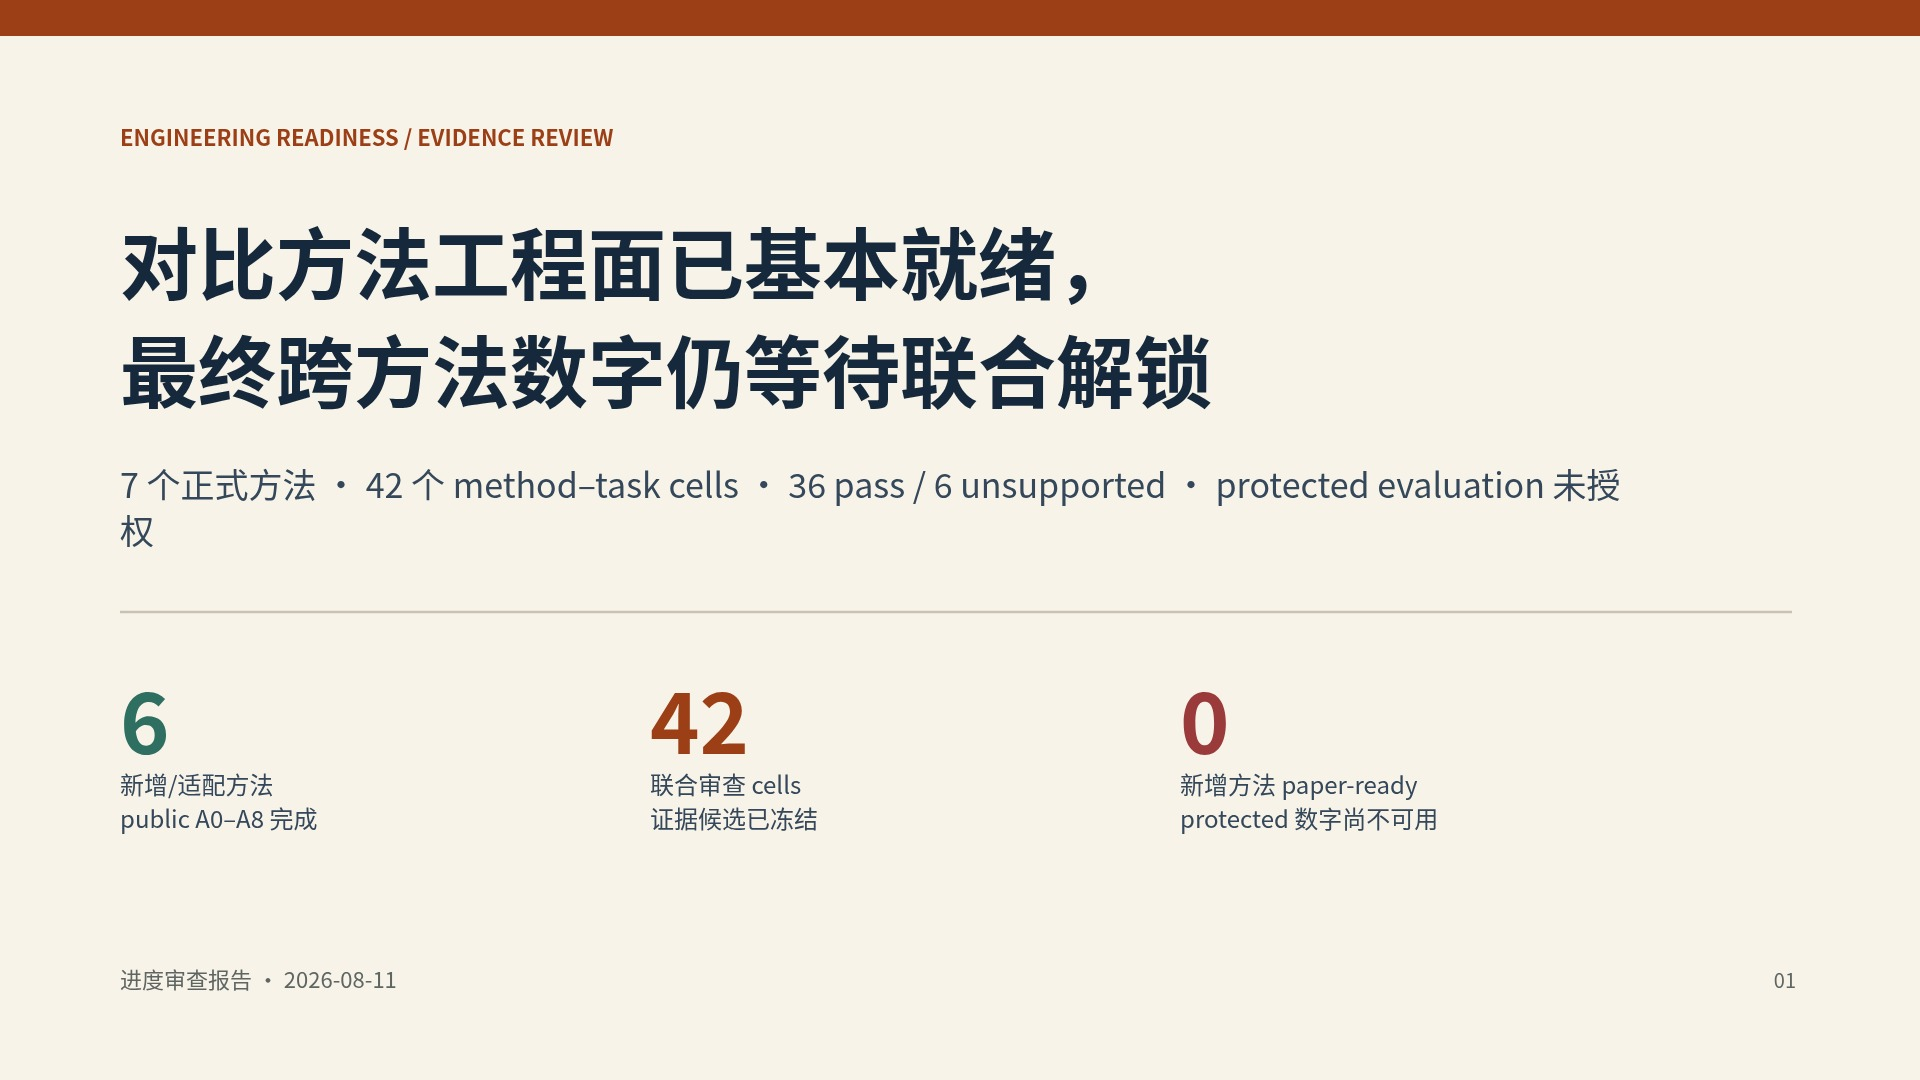 ENGINEERING READINESS / EVIDENCE REVIEW
对比方法工程面已基本就绪，
最终跨方法数字仍等待联合解锁
7 个正式方法 · 42 个 method–task cells · 36 pass / 6 unsupported · protected evaluation 未授
权
6
新增/适配方法
public A0–A8 完成
42
联合审查 cells
证据候选已冻结
0
新增方法 paper-ready
protected 数字尚不可用
进度审查报告 · 2026-08-11
01